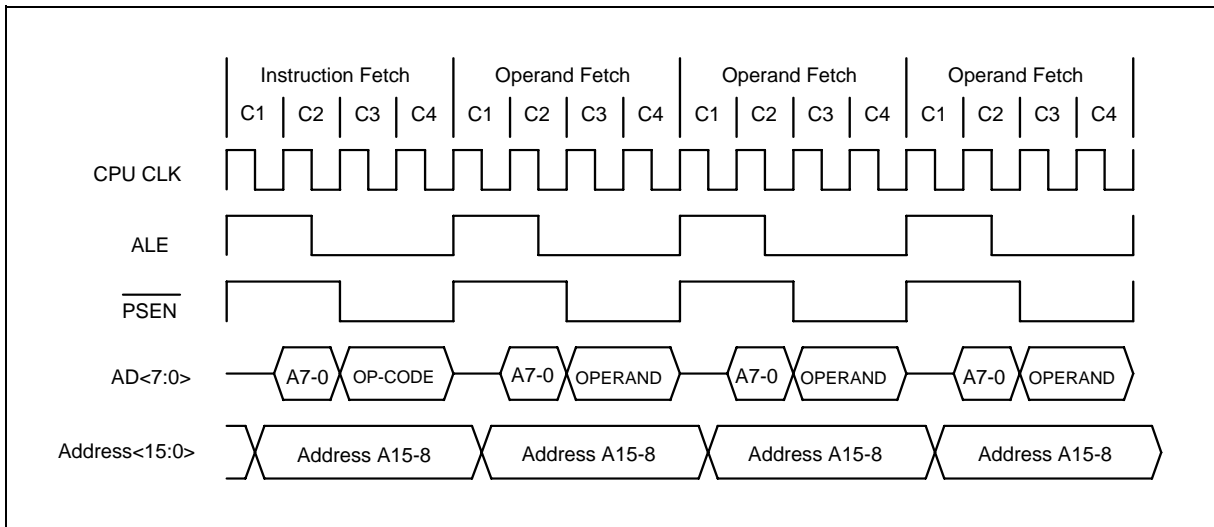 Instruction Fetch Operand Fetch Operand Fetch Operand Fetch
C1 C2 C3 C4 C1 C2 C3 C4 C1 C2 C3 C4 C1 C2 C3 C4
CPU CLK
ALE
PSEN
AD<7:0> A7-0 OP-CODE A7-0 OPERAND A7-0 OPERAND A7-0 OPERAND
Address<15:0> Address A15-8 Address A15-8 Address A15-8 Address A15-8